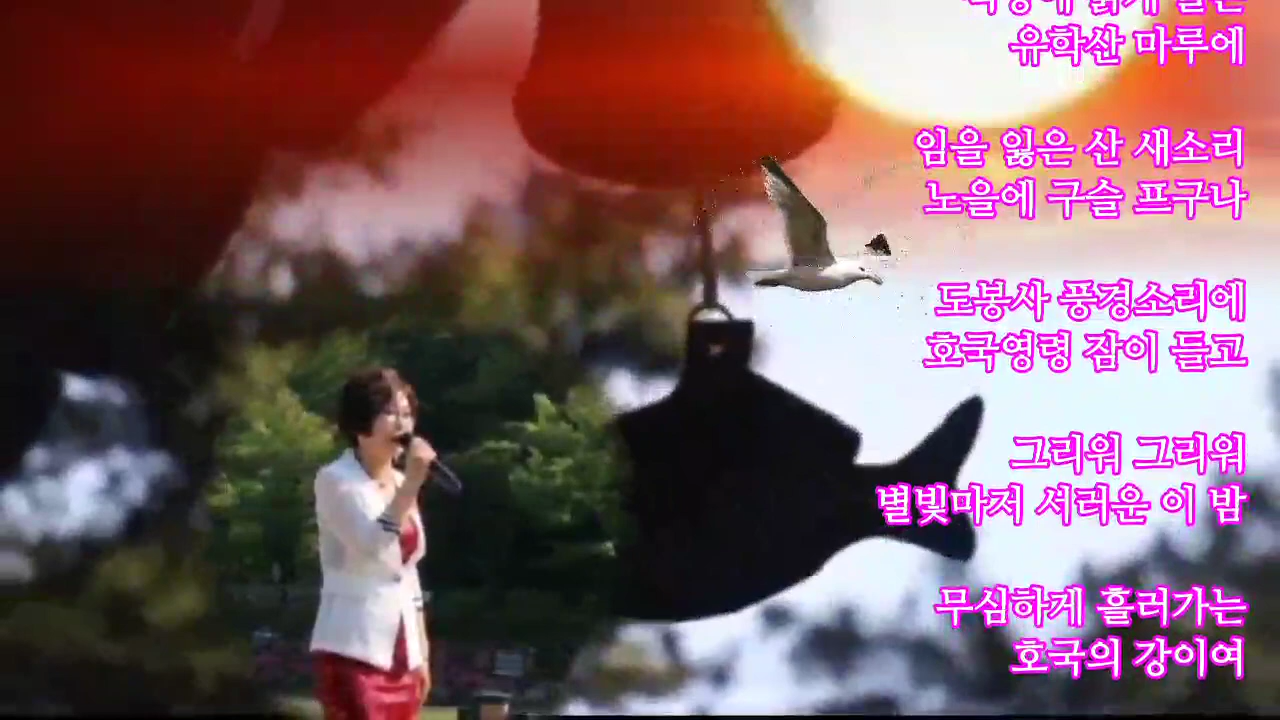 유학산 마루에
임을 잃은 산 새소리
노을에 구슬 프구나
도봉사 풍경소리에
호국영령 잠이 들고
그리워 그리워
별빛마저 서러운 이 밤
무심하게 흘러가는
호국의 강이여